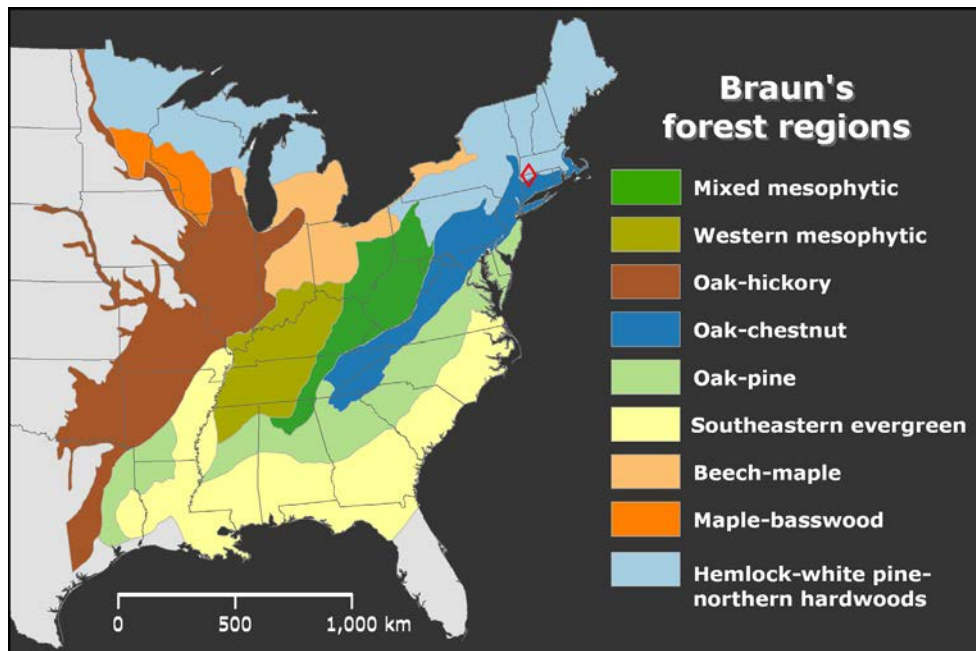 Braun's
forest regions
Mixed mesophytic
Western mesophytic
Oak-hickory
Oak-chestnut
Oak-pine
Southeastern evergreen
Beech-maple
Maple-basswood
Hemlock-white pine-
northern hardwoods
0 500 1,000 km